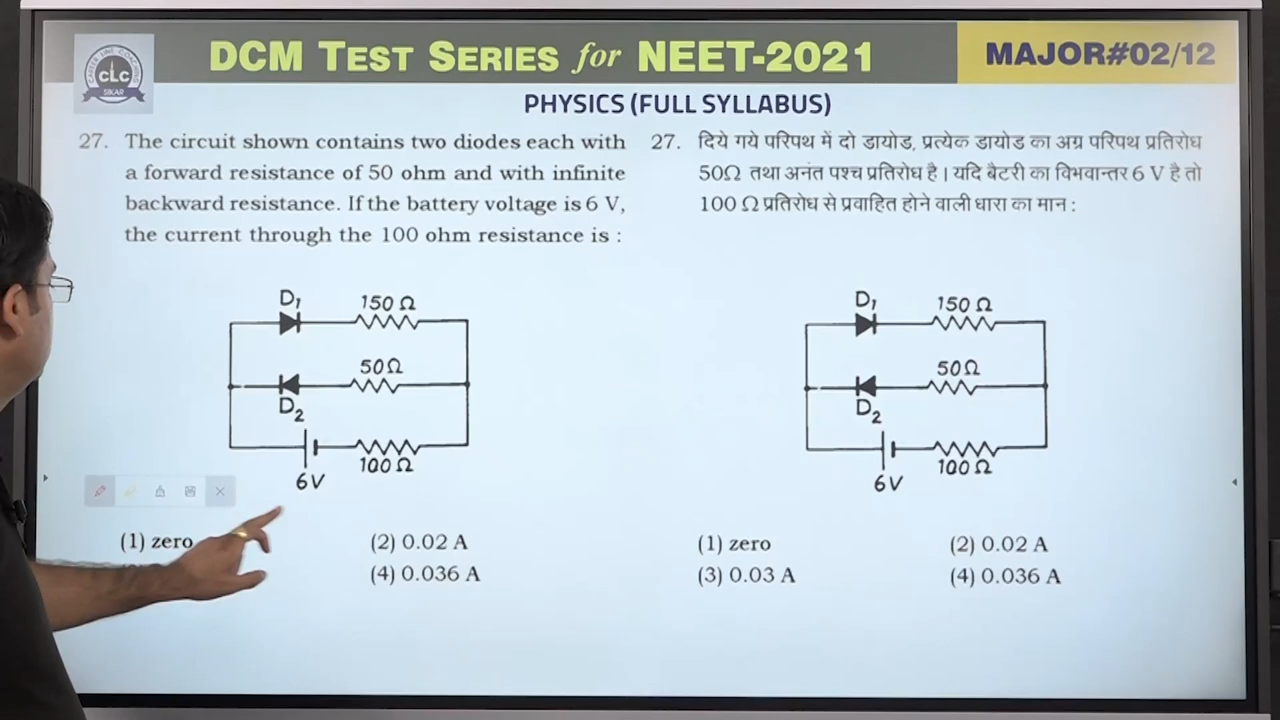 CAREER LINE COACHING
CLC
SIKAR
DCM TEST SERIES for NEET-2021
MAJOR#02/12
PHYSICS (FULL SYLLABUS)
27. The circuit shown contains two diodes each with
a forward resistance of 50 ohm and with infinite
backward resistance. If the battery voltage is 6 V,
the current through the 100 ohm resistance is :
D₁ 150 Ω
50Ω
D₂
100 Ω
6V
(1) zero
(2) 0.02 A
(4) 0.036 A
27. दिये गये परिपथ में दो डायोड, प्रत्येक डायोड का अग्र परिपथ प्रतिरोध
50Ω तथा अनंत पश्च प्रतिरोध है। यदि बैटरी का विभवान्तर 6 V है तो
100 Ω प्रतिरोध से प्रवाहित होने वाली धारा का मान :
D₁ 150 Ω
50Ω
D₂
100 Ω
6V
(1) zero (2) 0.02 A
(3) 0.03 A (4) 0.036 A